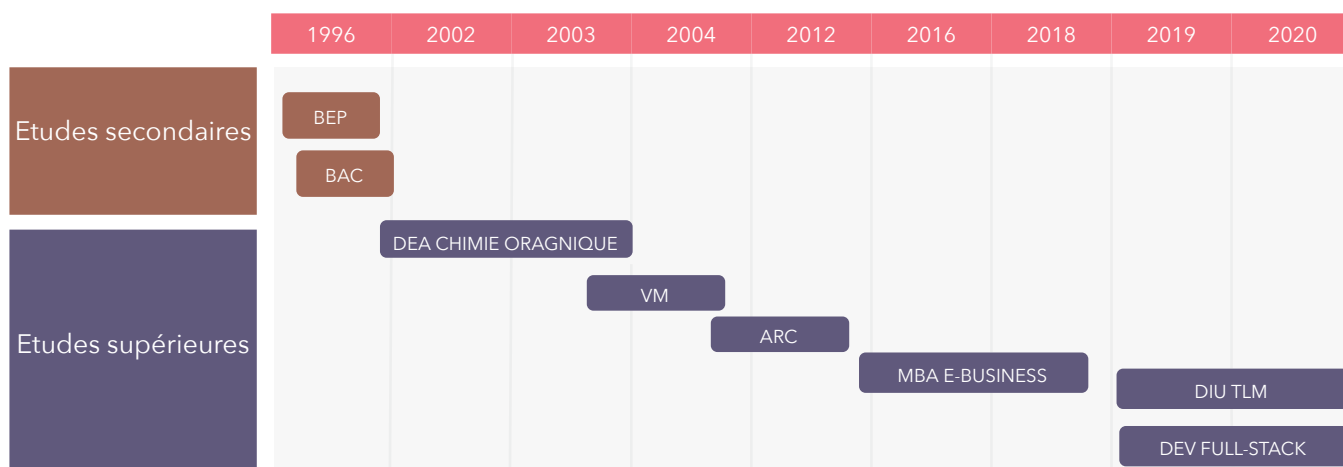 1996 2002 2003 2004 2012 2016 2018 2019 2020
Etudes secondaires
BEP
BAC
Etudes supérieures
DEA CHIMIE ORAGNIQUE
VM
ARC
MBA E-BUSINESS
DIU TLM
DEV FULL-STACK